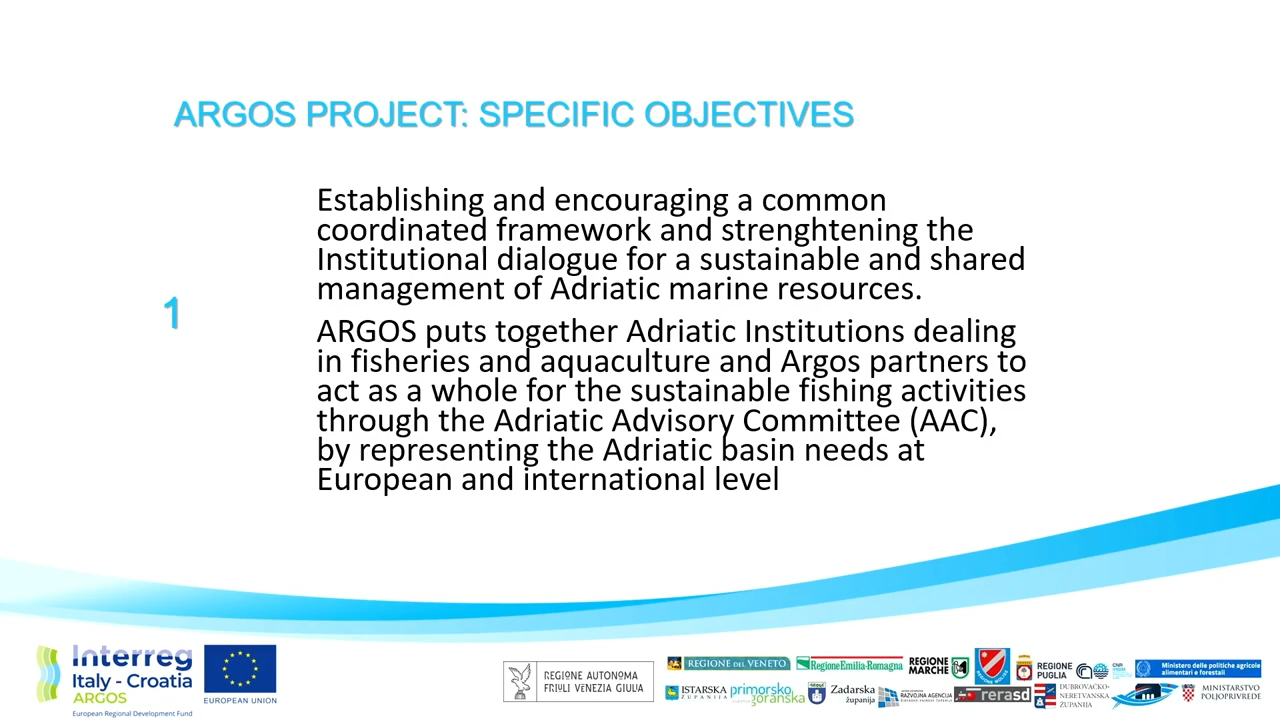 ARGOS PROJECT: SPECIFIC OBJECTIVES
Establishing and encouraging a common
coordinated framework and strenghtening the
Institutional dialogue for a sustainable and shared
management of Adriatic marine resources.
1
ARGOS puts together Adriatic Institutions dealing
in fisheries and aquaculture and Argos partners to
act as a whole for the sustainable fishing activities
through the Adriatic Advisory Committee (AAC),
by representing the Adriatic basin needs at
European and international level
Interreg
Italy - Croatia
ARGOS
European Regional Development Fund
EUROPEAN UNION
REGIONE AUTONOMA
FRIULI VENEZIA GIULIA
REGIONE DEL VENETO
RegioneEmilia-Romagna
REGIONE
MARCHE
REGIONE
PUGLIA
Ministero delle politiche agricole
alimentari e forestali
ISTARSKA
ŽUPANIJA
primorsko
goranska
Zadarska
županija
RAZVOJNA AGENCIJA
rerasd
DUBROVAČKO-
NERETVANSKA
ŽUPANIJA
MINISTARSTVO
POLJOPRIVREDE